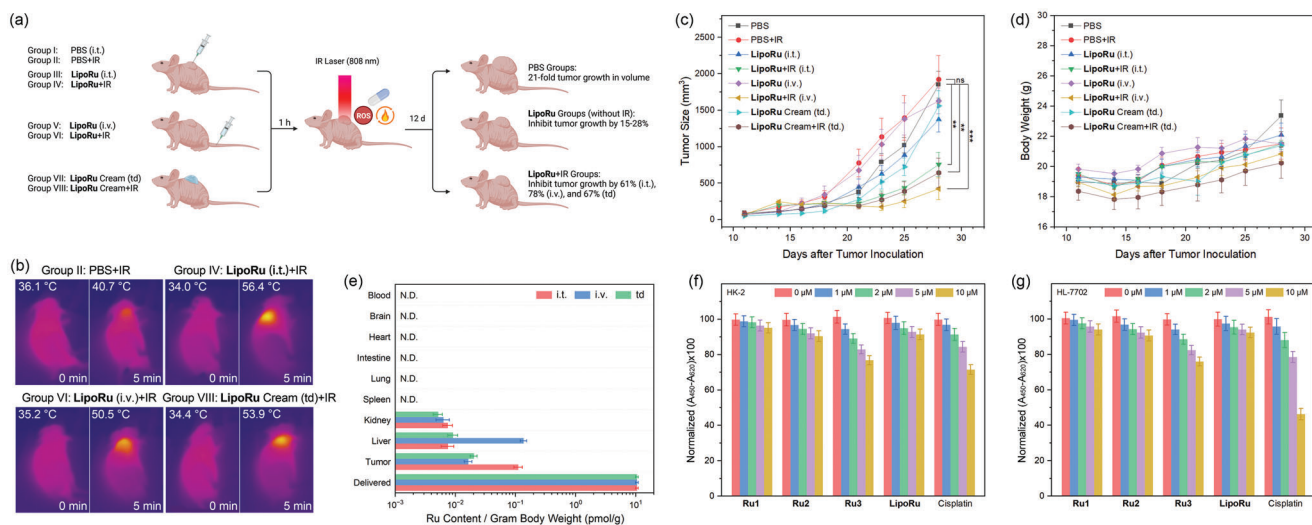 (a)
Group I: PBS (i.t.)
Group II: PBS+IR
Group III: LipoRu (i.t.)
Group IV: LipoRu+IR
Group V: LipoRu (i.v.)
Group VI: LipoRu+IR
Group VII: LipoRu Cream (td)
Group VIII: LipoRu Cream+IR
1 h
IR Laser (808 nm)
ROS
12 d
PBS Groups:
21-fold tumor growth in volume
LipoRu Groups (without IR):
Inhibit tumor growth by 15-28%
LipoRu+IR Groups:
Inhibit tumor growth by 61% (i.t.),
78% (i.v.), and 67% (td)
(b)
Group II: PBS+IR
36.1 °C
40.7 °C
0 min
5 min
Group IV: LipoRu (i.t.)+IR
34.0 °C
56.4 °C
0 min
5 min
Group VI: LipoRu (i.v.)+IR
35.2 °C
50.5 °C
0 min
5 min
Group VIII: LipoRu Cream (td)+IR
34.4 °C
53.9 °C
0 min
5 min
(c)
PBS
PBS+IR
LipoRu (i.t.)
LipoRu+IR (i.t.)
LipoRu (i.v.)
LipoRu+IR (i.v.)
LipoRu Cream (td.)
LipoRu Cream+IR (td.)
ns
**
**
***
Tumor Size (mm³)
2500
2000
1500
1000
500
0
10 15 20 25 30
Days after Tumor Inoculation
(d)
PBS
PBS+IR
LipoRu (i.t.)
LipoRu+IR (i.t.)
LipoRu (i.v.)
LipoRu+IR (i.v.)
LipoRu Cream (td.)
LipoRu Cream+IR (td.)
Body Weight (g)
30
28
26
24
22
20
18
16
10 15 20 25 30
Days after Tumor Inoculation
(e)
i.t. i.v. td
Blood N.D.
Brain N.D.
Heart N.D.
Intestine N.D.
Lung N.D.
Spleen N.D.
Kidney
Liver
Tumor
Delivered
10⁻³ 10⁻² 10⁻¹ 10⁰ 10¹
Ru Content / Gram Body Weight (pmol/g)
(f)
HK-2 0 μM 1 μM 2 μM 5 μM 10 μM
Normalized (A₄₅₀-A₆₂₀)x100
100
80
60
40
20
0
Ru1 Ru2 Ru3 LipoRu Cisplatin
(g)
HL-7702 0 μM 1 μM 2 μM 5 μM 10 μM
Normalized (A₄₅₀-A₆₂₀)x100
100
80
60
40
20
0
Ru1 Ru2 Ru3 LipoRu Cisplatin